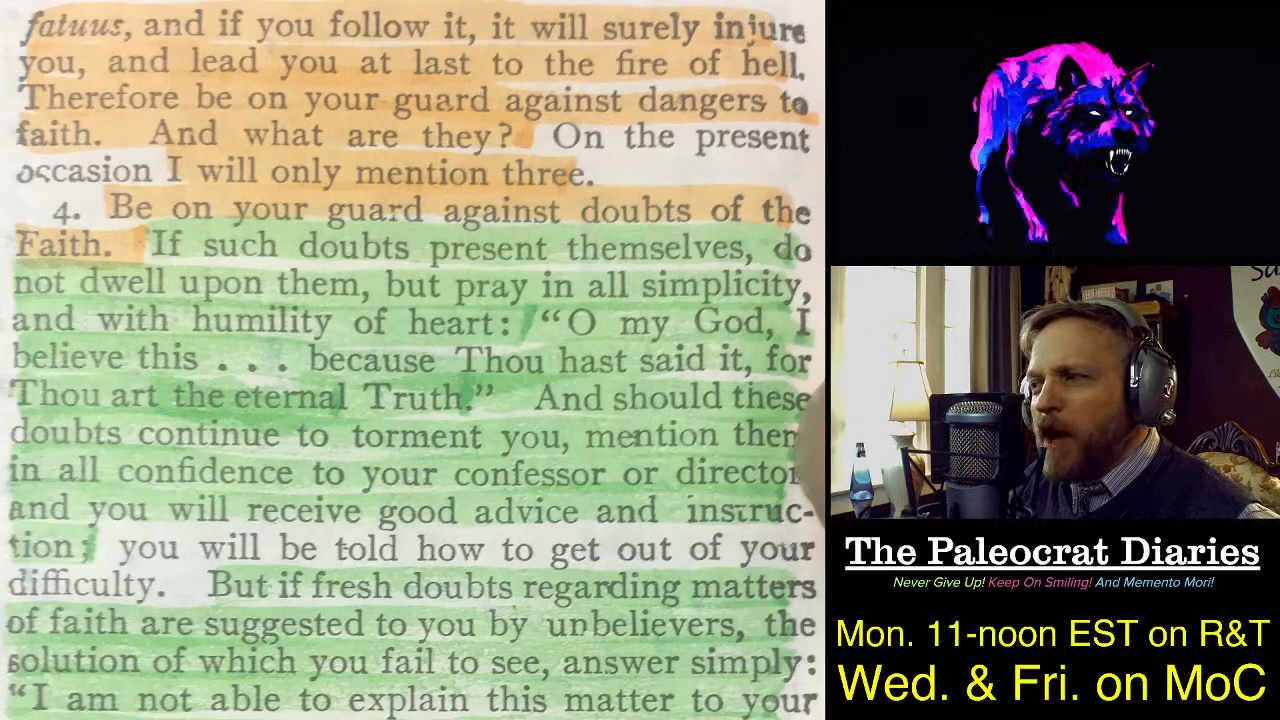 fatuus, and if you follow it, it will surely injure
you, and lead you at last to the fire of hell.
Therefore be on your guard against dangers to
faith. And what are they? On the present
occasion I will only mention three.
4. Be on your guard against doubts of the
Faith. If such doubts present themselves, do
not dwell upon them, but pray in all simplicity,
and with humility of heart: “O my God, I
believe this . . . because Thou hast said it, for
Thou art the eternal Truth.” And should these
doubts continue to torment you, mention them
in all confidence to your confessor or director
and you will receive good advice and instruc-
tion; you will be told how to get out of your
difficulty. But if fresh doubts regarding matters
of faith are suggested to you by unbelievers, the
solution of which you fail to see, answer simply:
“I am not able to explain this matter to your
The Paleocrat Diaries
Never Give Up! Keep On Smiling! And Memento Mori!
Mon. 11-noon EST on R&T
Wed. & Fri. on MoC